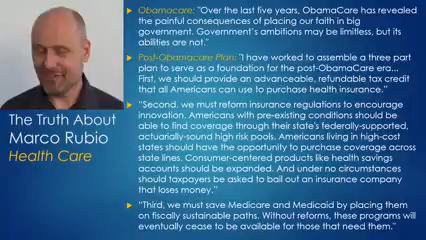 The Truth About
Marco Rubio
Health Care
Obamacare: "Over the last five years, ObamaCare has revealed
the painful consequences of placing our faith in big
government. Government's ambitions may be limitless, but its
abilities are not."
Post-Obamacare Plan: "I have worked to assemble a three part
plan to serve as a foundation for the post-ObamaCare era...
First, we should provide an advanceable, refundable tax credit
that all Americans can use to purchase health insurance."
"Second, we must reform insurance regulations to encourage
innovation. Americans with pre-existing conditions should be
able to find coverage through their state's federally-supported,
actuarially-sound high risk pools. Americans living in high-cost
states should have the opportunity to purchase coverage across
state lines. Consumer-centered products like health savings
accounts should be expanded. And under no circumstances
should taxpayers be asked to bail out an insurance company
that loses money."
"Third, we must save Medicare and Medicaid by placing them
on fiscally sustainable paths. Without reforms, these programs will
eventually cease to be available for those that need them."